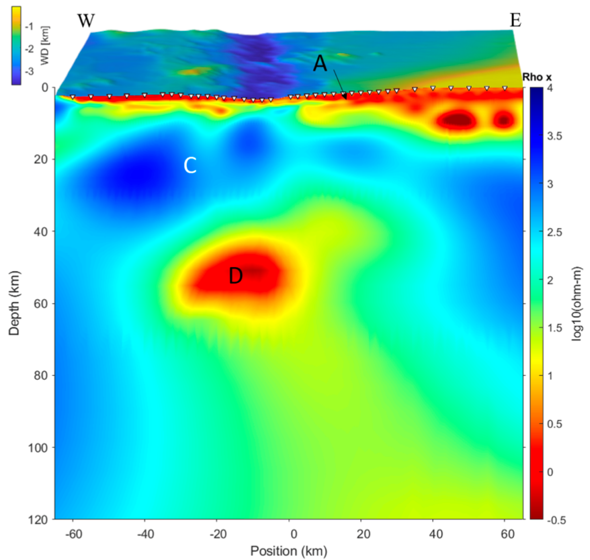 W
E
-1
-2
-3
WD [km]
A
Rho x
0
20
40
60
80
100
120
Depth (km)
C
D
4
3.5
3
2.5
2
1.5
1
0.5
0
-0.5
log10(ohm-m)
-60
-40
-20
0
20
40
60
Position (km)